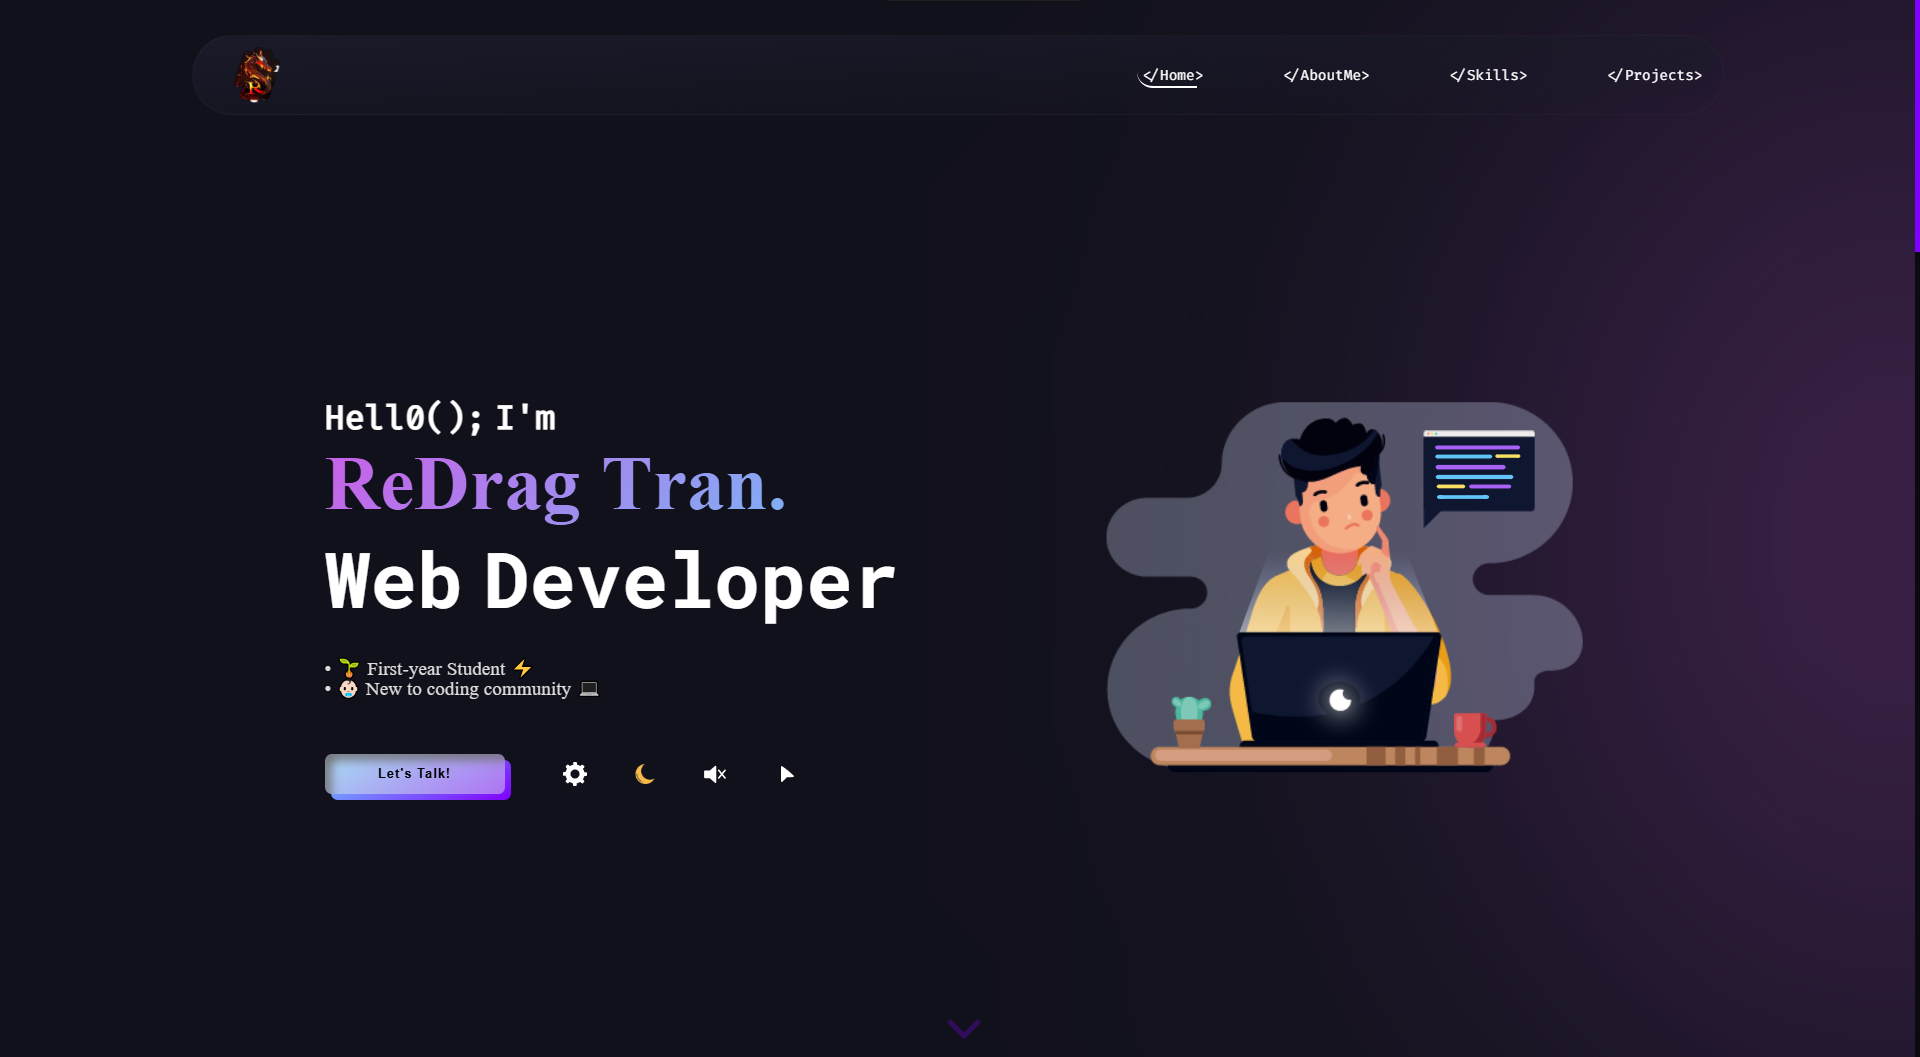 </Home>
</AboutMe>
</Skills>
</Projects>
Hell0(); I'm
ReDrag Tran.
Web Developer
• 🌱 First-year Student ⚡
• 👶🏻 New to coding community 💻
Let's Talk!